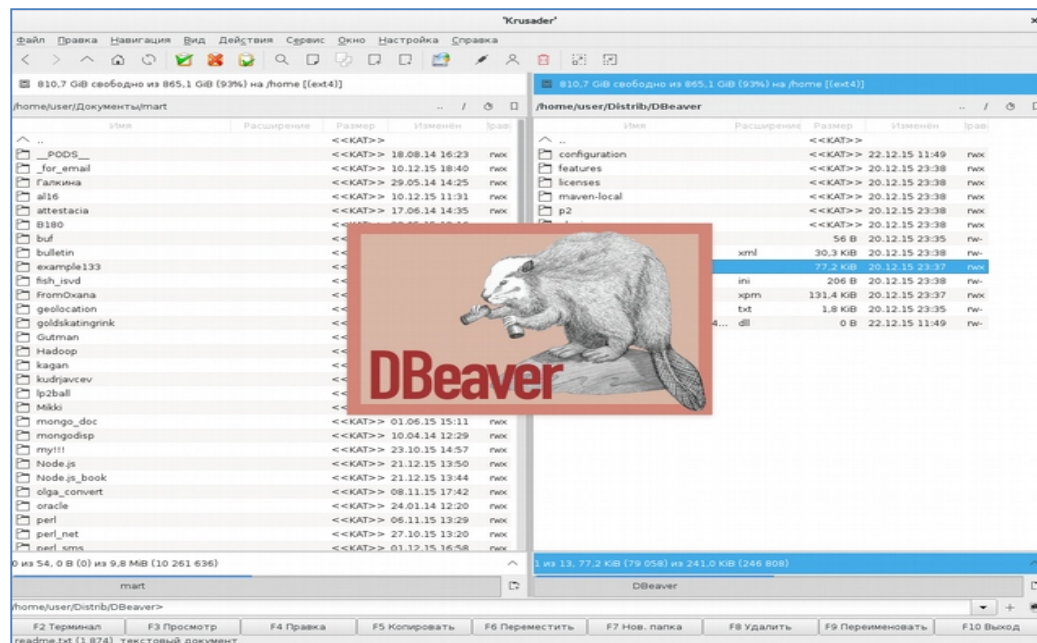 'Krusader'
Файл Правка Навигация Вид Действия Сервис Окно Настройка Справка
810,7 GiB свободно из 865,1 GiB (93%) на /home [(ext4)]
810,7 GiB свободно из 865,1 GiB (93%) на /home [(ext4)]
/home/user/Документы/mart .. /
/home/user/Distrib/DBeaver .. /
Имя Расширение Размер Изменён
Имя Расширение Размер Изменён
.. <<КАТ>>
__PODS__ <<КАТ>> 18.08.14 16:23 rwx
_for_email <<КАТ>> 10.12.15 18:40 rwx
Галкина <<КАТ>> 29.05.14 14:25 rwx
al16 <<КАТ>> 10.12.15 11:31 rwx
attestacia <<КАТ>> 17.06.14 14:35 rwx
B180
buf
bulletin
example133
fish_isvd
FromOxana
geolocation
goldskatingrink
Gutman
Hadoop
kagan
kudrjavcev
lp2ball
Mikki
mongo_doc <<КАТ>> 01.06.15 15:11 rwx
mongodisp <<КАТ>> 10.04.14 12:29 rwx
my!!! <<КАТ>> 23.10.15 14:57 rwx
Node.js <<КАТ>> 21.12.15 13:50 rwx
Node.js_book <<КАТ>> 21.12.15 13:44 rwx
olga_convert <<КАТ>> 08.11.15 17:42 rwx
oracle <<КАТ>> 24.01.14 12:20 rwx
perl <<КАТ>> 06.11.15 13:29 rwx
perl_net <<КАТ>> 27.10.15 13:20 rwx
perl_sms <<КАТ>> 01.12.15 16:58 rwx
.. <<КАТ>>
configuration <<КАТ>> 22.12.15 11:49 rwx
features <<КАТ>> 20.12.15 23:38 rwx
licenses <<КАТ>> 20.12.15 23:38 rwx
maven-local <<КАТ>> 20.12.15 23:38 rwx
p2 <<КАТ>> 20.12.15 23:38 rwx
<<КАТ>> 20.12.15 23:38 rwx
56 B 20.12.15 23:35 rw-
xml 30,3 KiB 20.12.15 23:38 rw-
77,2 KiB 20.12.15 23:37 rwx
ini 206 B 20.12.15 23:38 rw-
xpm 131,4 KiB 20.12.15 23:37 rwx
txt 1,8 KiB 20.12.15 23:35 rw-
4... dll 0 B 22.12.15 11:49 rw-
DBeaver
0 из 54, 0 B (0) из 9,8 MiB (10 261 636)
1 из 13, 77,2 KiB (79 058) из 241,0 KiB (246 808)
mart
DBeaver
/home/user/Distrib/DBeaver>
F2 Терминал F3 Просмотр F4 Правка F5 Копировать F6 Переместить F7 Нов. папка F8 Удалить F9 Переименовать F10 Выход
readme.txt (1 874) текстовый документ